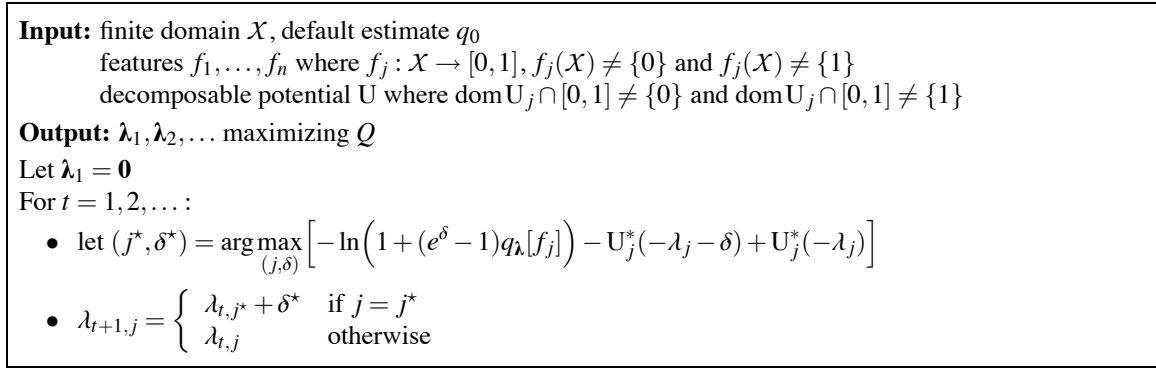 Input: finite domain 𝒳, default estimate q₀
features f₁,…,fₙ where fⱼ : 𝒳 → [0,1], fⱼ(𝒳) ≠ {0} and fⱼ(𝒳) ≠ {1}
decomposable potential U where dom Uⱼ ∩ [0,1] ≠ {0} and dom Uⱼ ∩ [0,1] ≠ {1}
Output: 𝛌₁, 𝛌₂,… maximizing Q
Let 𝛌₁ = 𝟎
For t = 1,2,… :
• let (j⋆, δ⋆) = arg max_{(j,δ)} [ −ln(1 + (e^δ − 1)q_𝛌[fⱼ]) − U*ⱼ(−λⱼ − δ) + U*ⱼ(−λⱼ) ]
• λ_{t+1,j} = { λ_{t,j⋆} + δ⋆ if j = j⋆
λ_{t,j} otherwise